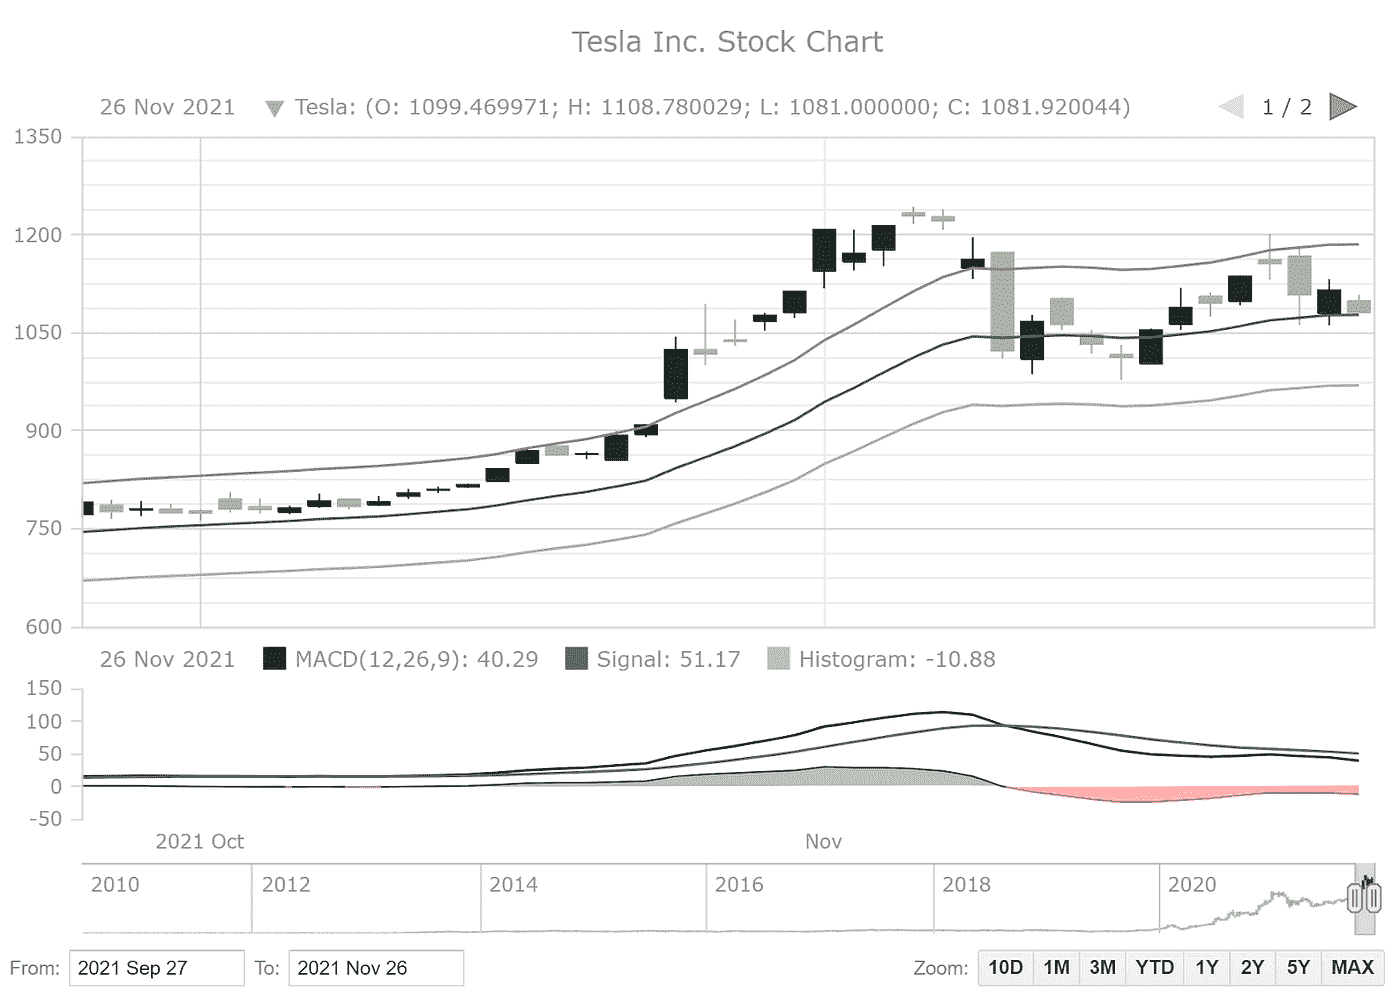 Tesla Inc. Stock Chart
26 Nov 2021 Tesla: (O: 1099.469971; H: 1108.780029; L: 1081.000000; C: 1081.920044) 1 / 2
1350
1200
1050
900
750
600
26 Nov 2021 MACD(12,26,9): 40.29 Signal: 51.17 Histogram: -10.88
150
100
50
0
-50
2021 Oct Nov
2010 2012 2014 2016 2018 2020
From: 2021 Sep 27 To: 2021 Nov 26 Zoom: 10D 1M 3M YTD 1Y 2Y 5Y MAX